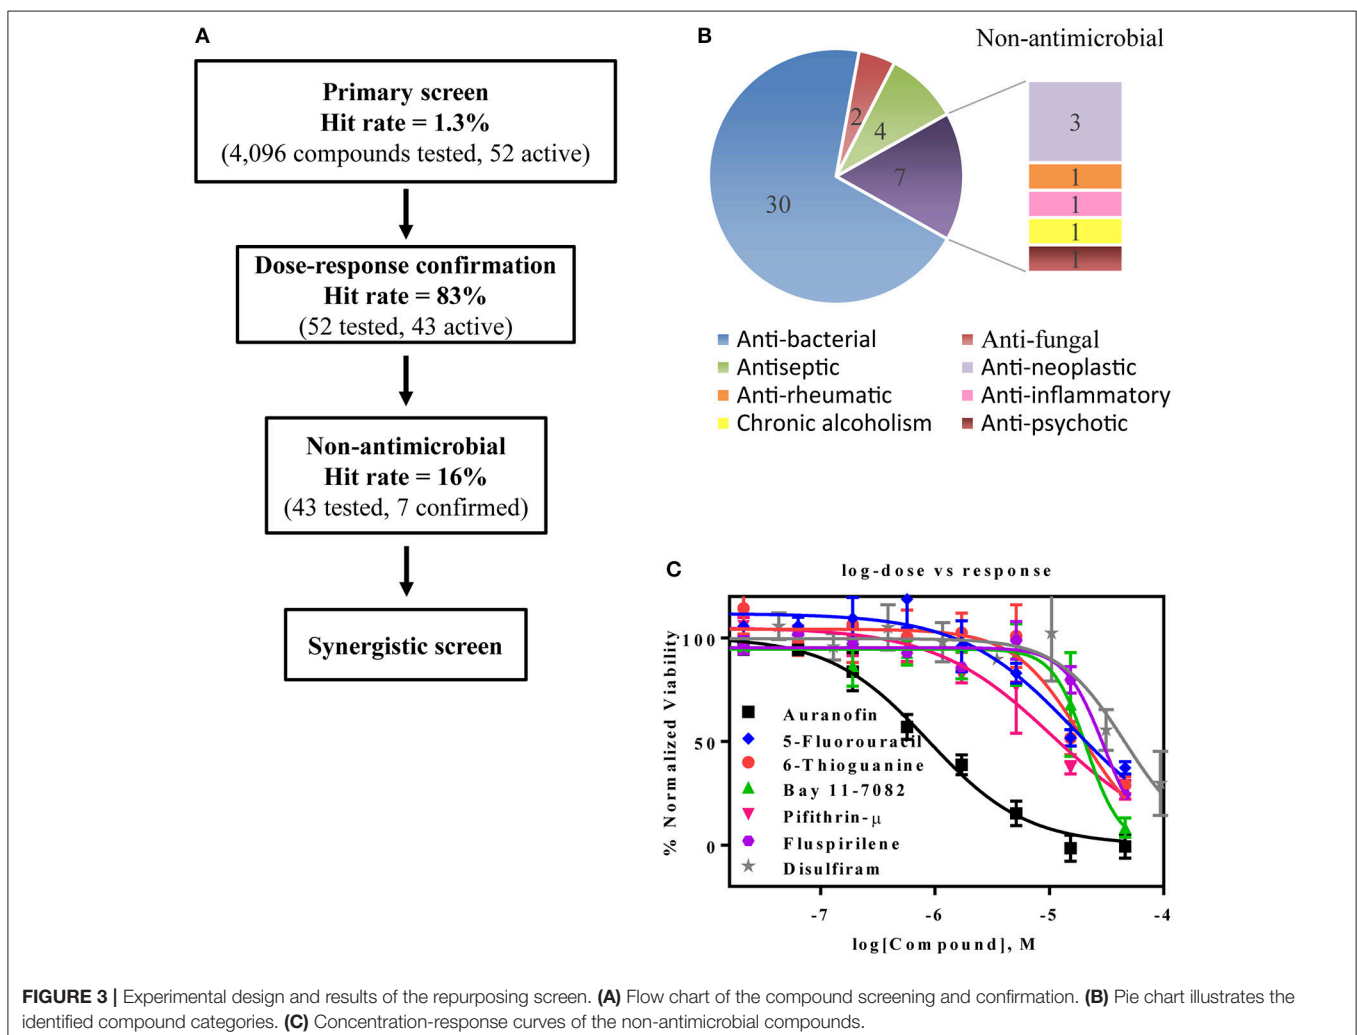 A
Primary screen
Hit rate = 1.3%
(4,096 compounds tested, 52 active)
Dose-response confirmation
Hit rate = 83%
(52 tested, 43 active)
Non-antimicrobial
Hit rate = 16%
(43 tested, 7 confirmed)
Synergistic screen
B
Non-antimicrobial
2
4
7
30
3
1
1
1
1
Anti-bacterial
Anti-fungal
Antiseptic
Anti-neoplastic
Anti-rheumatic
Anti-inflammatory
Chronic alcoholism
Anti-psychotic
C
log-dose vs response
% Normalized Viability
100
50
0
Auranofin
5-Fluorouracil
6-Thioguanine
Bay 11-7082
Pifithrin-μ
Fluspirilene
Disulfiram
-7
-6
-5
-4
log[Compound], M
FIGURE 3 | Experimental design and results of the repurposing screen. (A) Flow chart of the compound screening and confirmation. (B) Pie chart illustrates the
identified compound categories. (C) Concentration-response curves of the non-antimicrobial compounds.